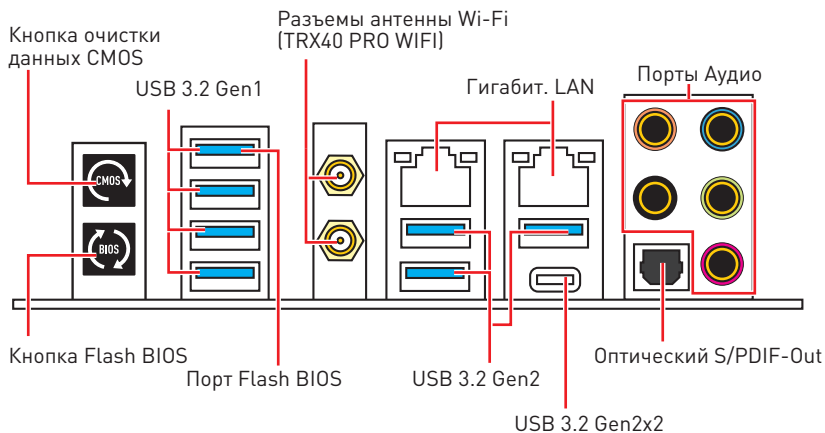 Кнопка очистки
данных CMOS
USB 3.2 Gen1
Разъемы антенны Wi-Fi
(TRX40 PRO WIFI)
Гигабит. LAN
Порты Аудио
CMOS
BIOS
Кнопка Flash BIOS
Порт Flash BIOS
USB 3.2 Gen2
Оптический S/PDIF-Out
USB 3.2 Gen2x2